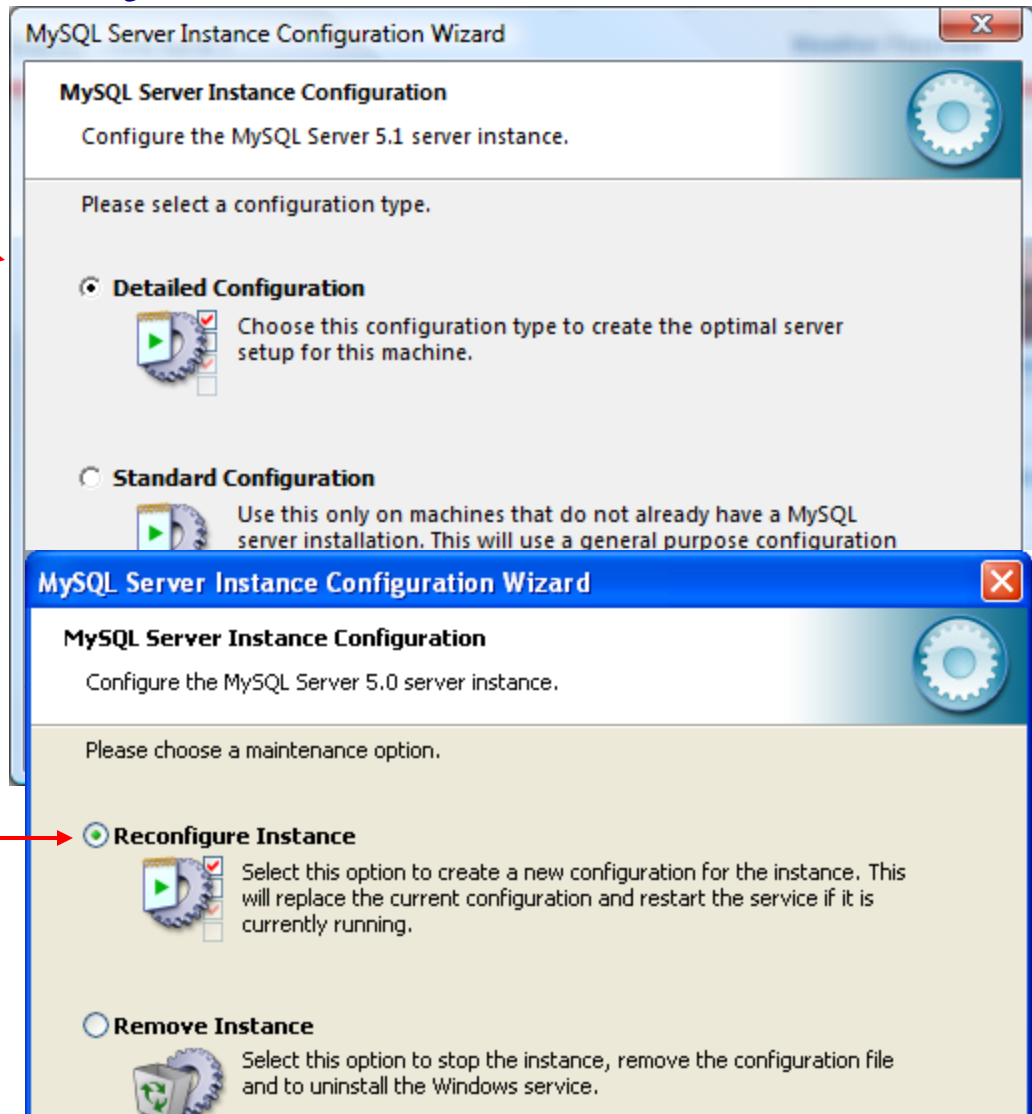 MySQL Server Instance Configuration Wizard
MySQL Server Instance Configuration
Configure the MySQL Server 5.1 server instance.
Please select a configuration type.
Detailed Configuration
Choose this configuration type to create the optimal server
setup for this machine.
Standard Configuration
Use this only on machines that do not already have a MySQL
server installation. This will use a general purpose configuration
MySQL Server Instance Configuration Wizard
MySQL Server Instance Configuration
Configure the MySQL Server 5.0 server instance.
Please choose a maintenance option.
Reconfigure Instance
Select this option to create a new configuration for the instance. This
will replace the current configuration and restart the service if it is
currently running.
Remove Instance
Select this option to stop the instance, remove the configuration file
and to uninstall the Windows service.